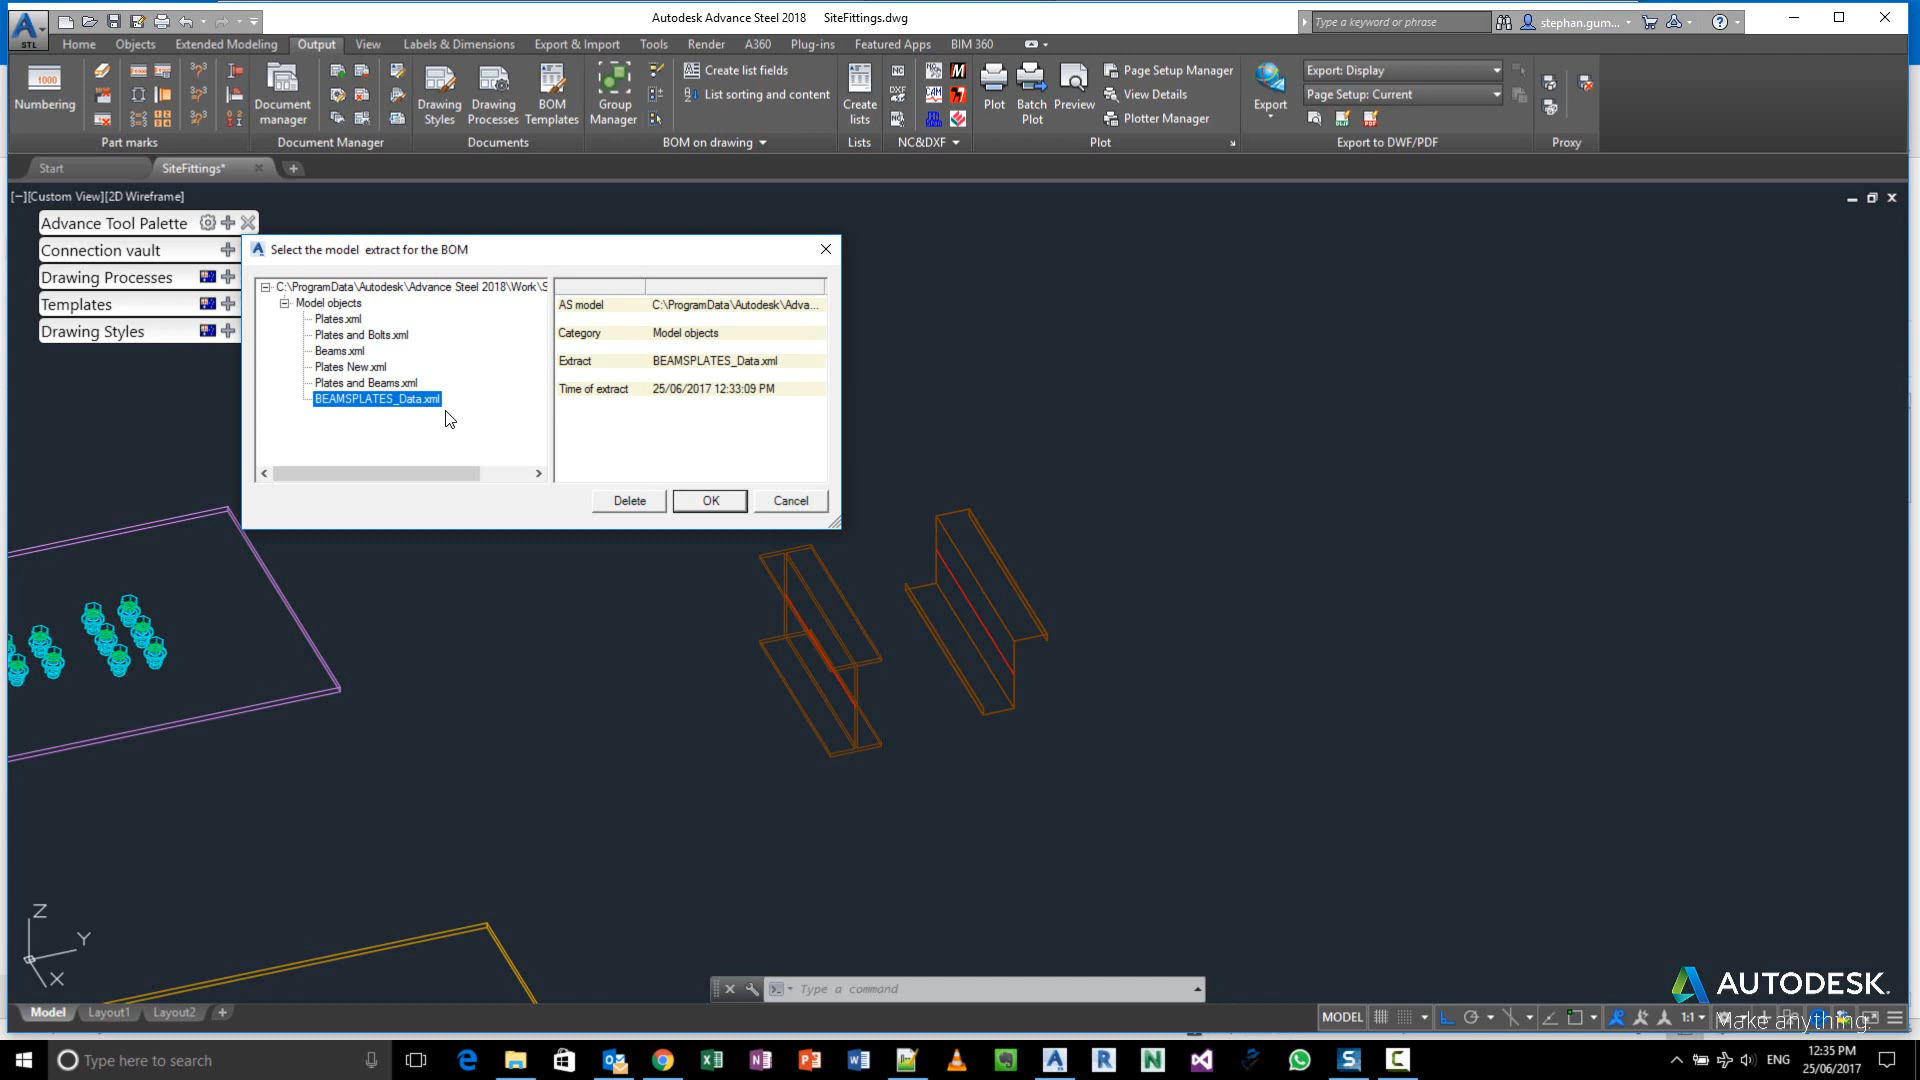 Autodesk Advance Steel 2018 SiteFittings.dwg
Type a keyword or phrase
stephan.gum...
STL
Home Objects Extended Modeling Output View Labels & Dimensions Export & Import Tools Render A360 Plug-ins Featured Apps BIM 360
1000
Numbering
Document manager
Drawing Styles
Drawing Processes
BOM Templates
Group Manager
Create list fields
List sorting and content
Create lists
NC
DXF
Plot
Batch Plot
Preview
Page Setup Manager
View Details
Plotter Manager
Export
Export: Display
Page Setup: Current
Part marks Document Manager Documents BOM on drawing Lists NC&DXF Plot Export to DWF/PDF Proxy
Start SiteFittings*
[−][Custom View][2D Wireframe]
Advance Tool Palette
Connection vault
Drawing Processes
Templates
Drawing Styles
Select the model extract for the BOM
C:\ProgramData\Autodesk\Advance Steel 2018\Work\S
Model objects
Plates.xml
Plates and Bolts.xml
Beams.xml
Plates New.xml
Plates and Beams.xml
BEAMSPLATES_Data.xml
AS model C:\ProgramData\Autodesk\Adva...
Category Model objects
Extract BEAMSPLATES_Data.xml
Time of extract 25/06/2017 12:33:09 PM
Delete OK Cancel
Z
Y
X
Type a command
AUTODESK.
Make anything.
Model Layout1 Layout2
MODEL 1:1
Type here to search
ENG
12:35 PM
25/06/2017